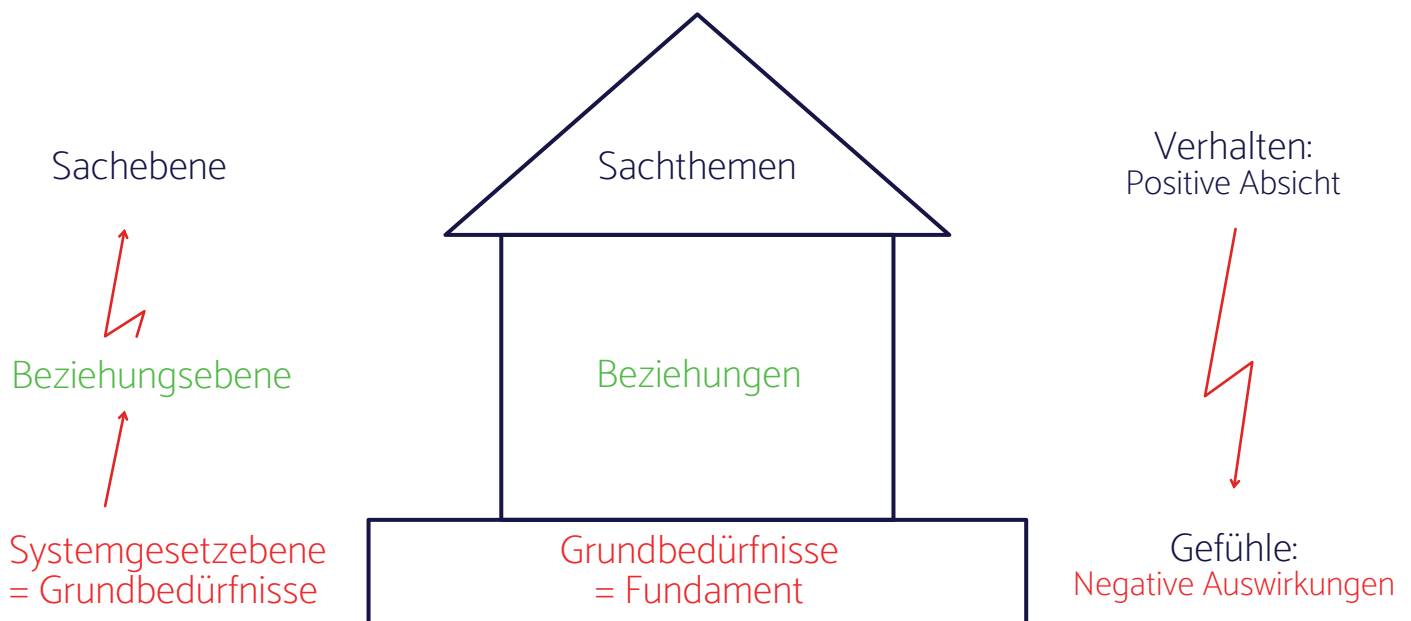 Sachebene
Sachthemen
Verhalten:
Positive Absicht
Beziehungsebene
Beziehungen
Systemgesetzebene
= Grundbedürfnisse
Grundbedürfnisse
= Fundament
Gefühle:
Negative Auswirkungen